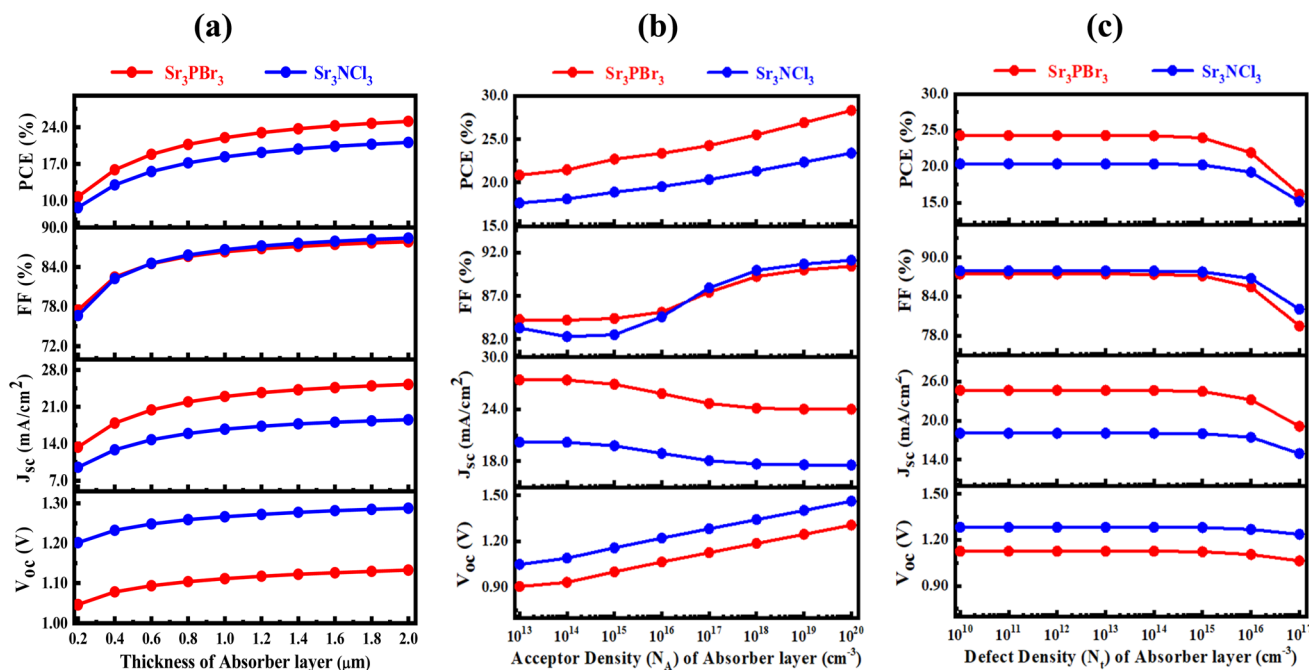 (a)
Sr₃PBr₃ Sr₃NCl₃
PCE (%)
24.0
17.0
10.0
FF (%)
90.0
84.0
78.0
72.0
Jsc (mA/cm²)
28.0
21.0
14.0
7.0
Voc (V)
1.30
1.20
1.10
1.00
0.2 0.4 0.6 0.8 1.0 1.2 1.4 1.6 1.8 2.0
Thickness of Absorber layer (μm)
(b)
Sr₃PBr₃ Sr₃NCl₃
PCE (%)
30.0
25.0
20.0
15.0
FF (%)
92.0
87.0
82.0
Jsc (mA/cm²)
30.0
24.0
18.0
Voc (V)
1.50
1.20
0.90
10¹³ 10¹⁴ 10¹⁵ 10¹⁶ 10¹⁷ 10¹⁸ 10¹⁹ 10²⁰
Acceptor Density (N_A) of Absorber layer (cm⁻³)
(c)
Sr₃PBr₃ Sr₃NCl₃
PCE (%)
30.0
25.0
20.0
15.0
FF (%)
90.0
84.0
78.0
Jsc (mA/cm²)
26.0
20.0
14.0
Voc (V)
1.50
1.20
0.90
10¹⁰ 10¹¹ 10¹² 10¹³ 10¹⁴ 10¹⁵ 10¹⁶ 10¹⁷
Defect Density (Nₜ) of Absorber layer (cm⁻³)